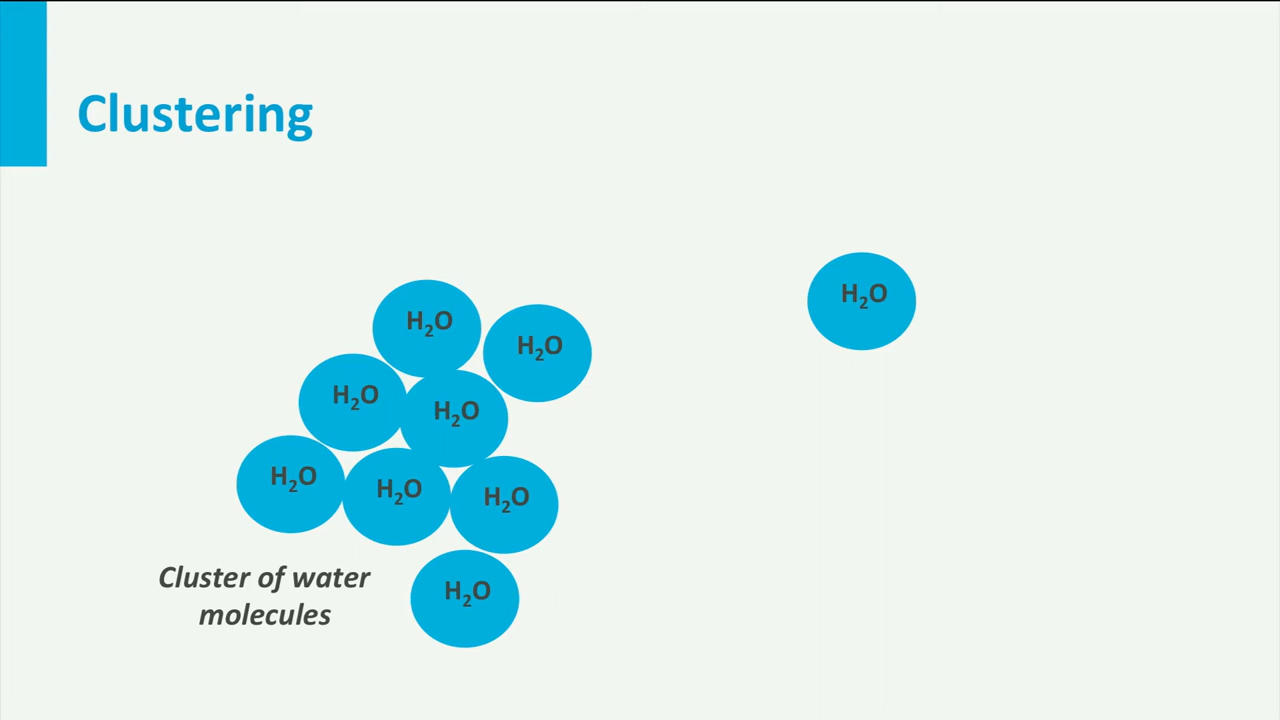 Clustering
H₂O
H₂O
H₂O
H₂O
H₂O
H₂O
H₂O
H₂O
H₂O
Cluster of water
molecules